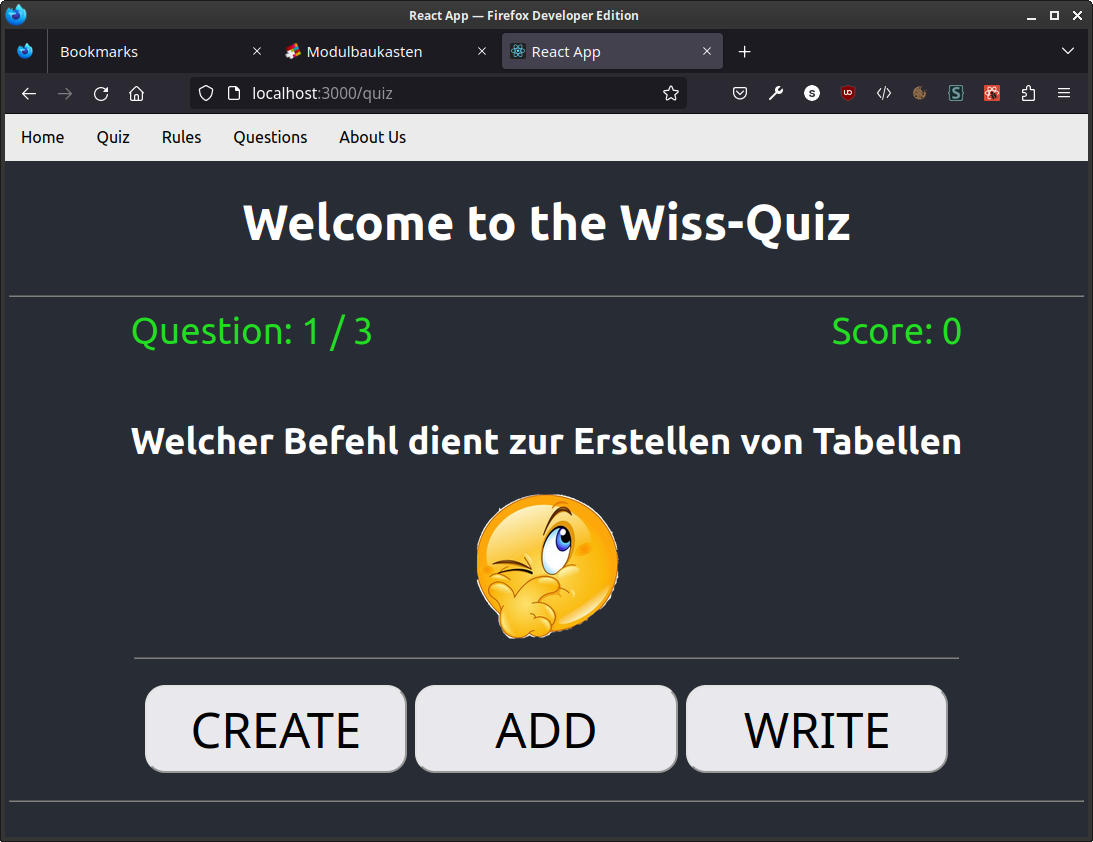 React App — Firefox Developer Edition
Bookmarks
Modulbaukasten
React App
localhost:3000/quiz
Home Quiz Rules Questions About Us
Welcome to the Wiss-Quiz
Question: 1 / 3 Score: 0
Welcher Befehl dient zur Erstellen von Tabellen
CREATE ADD WRITE